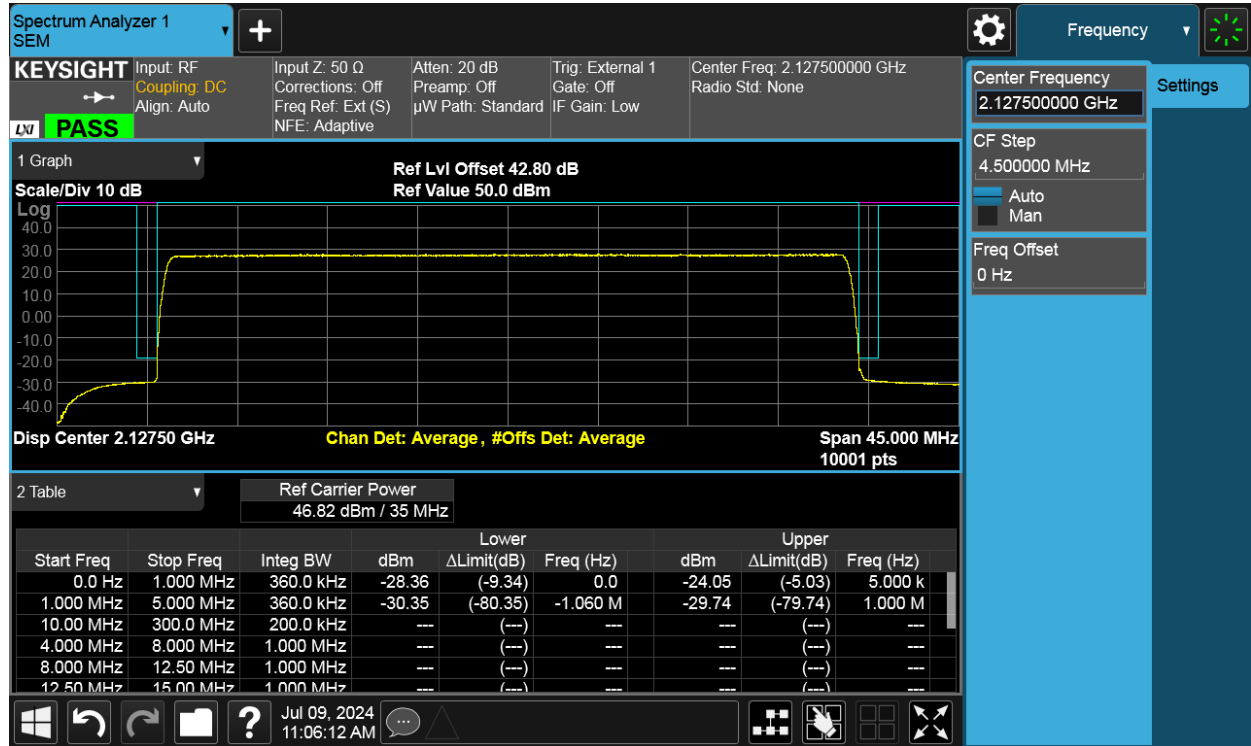 Spectrum Analyzer 1
SEM
Frequency
KEYSIGHT
LXI PASS
Input: RF
Coupling: DC
Align: Auto
Input Z: 50 Ω
Corrections: Off
Freq Ref: Ext (S)
NFE: Adaptive
Atten: 20 dB
Preamp: Off
µW Path: Standard
Trig: External 1
Gate: Off
IF Gain: Low
Center Freq: 2.127500000 GHz
Radio Std: None
Center Frequency
2.127500000 GHz
Settings
CF Step
4.500000 MHz
Auto
Man
Freq Offset
0 Hz
1 Graph
Ref Lvl Offset 42.80 dB
Scale/Div 10 dB Ref Value 50.0 dBm
Log
40.0
30.0
20.0
10.0
0.00
-10.0
-20.0
-30.0
-40.0
Disp Center 2.12750 GHz Chan Det: Average , #Offs Det: Average Span 45.000 MHz
10001 pts
2 Table
Ref Carrier Power
46.82 dBm / 35 MHz
Lower Upper
Start Freq Stop Freq Integ BW dBm ΔLimit(dB) Freq (Hz) dBm ΔLimit(dB) Freq (Hz)
0.0 Hz 1.000 MHz 360.0 kHz -28.36 (-9.34) 0.0 -24.05 (-5.03) 5.000 k
1.000 MHz 5.000 MHz 360.0 kHz -30.35 (-80.35) -1.060 M -29.74 (-79.74) 1.000 M
10.00 MHz 300.0 MHz 200.0 kHz --- (---) --- --- (---) ---
4.000 MHz 8.000 MHz 1.000 MHz --- (---) --- --- (---) ---
8.000 MHz 12.50 MHz 1.000 MHz --- (---) --- --- (---) ---
12.50 MHz 15.00 MHz 1.000 MHz --- (---) --- --- (---) ---
Jul 09, 2024
11:06:12 AM